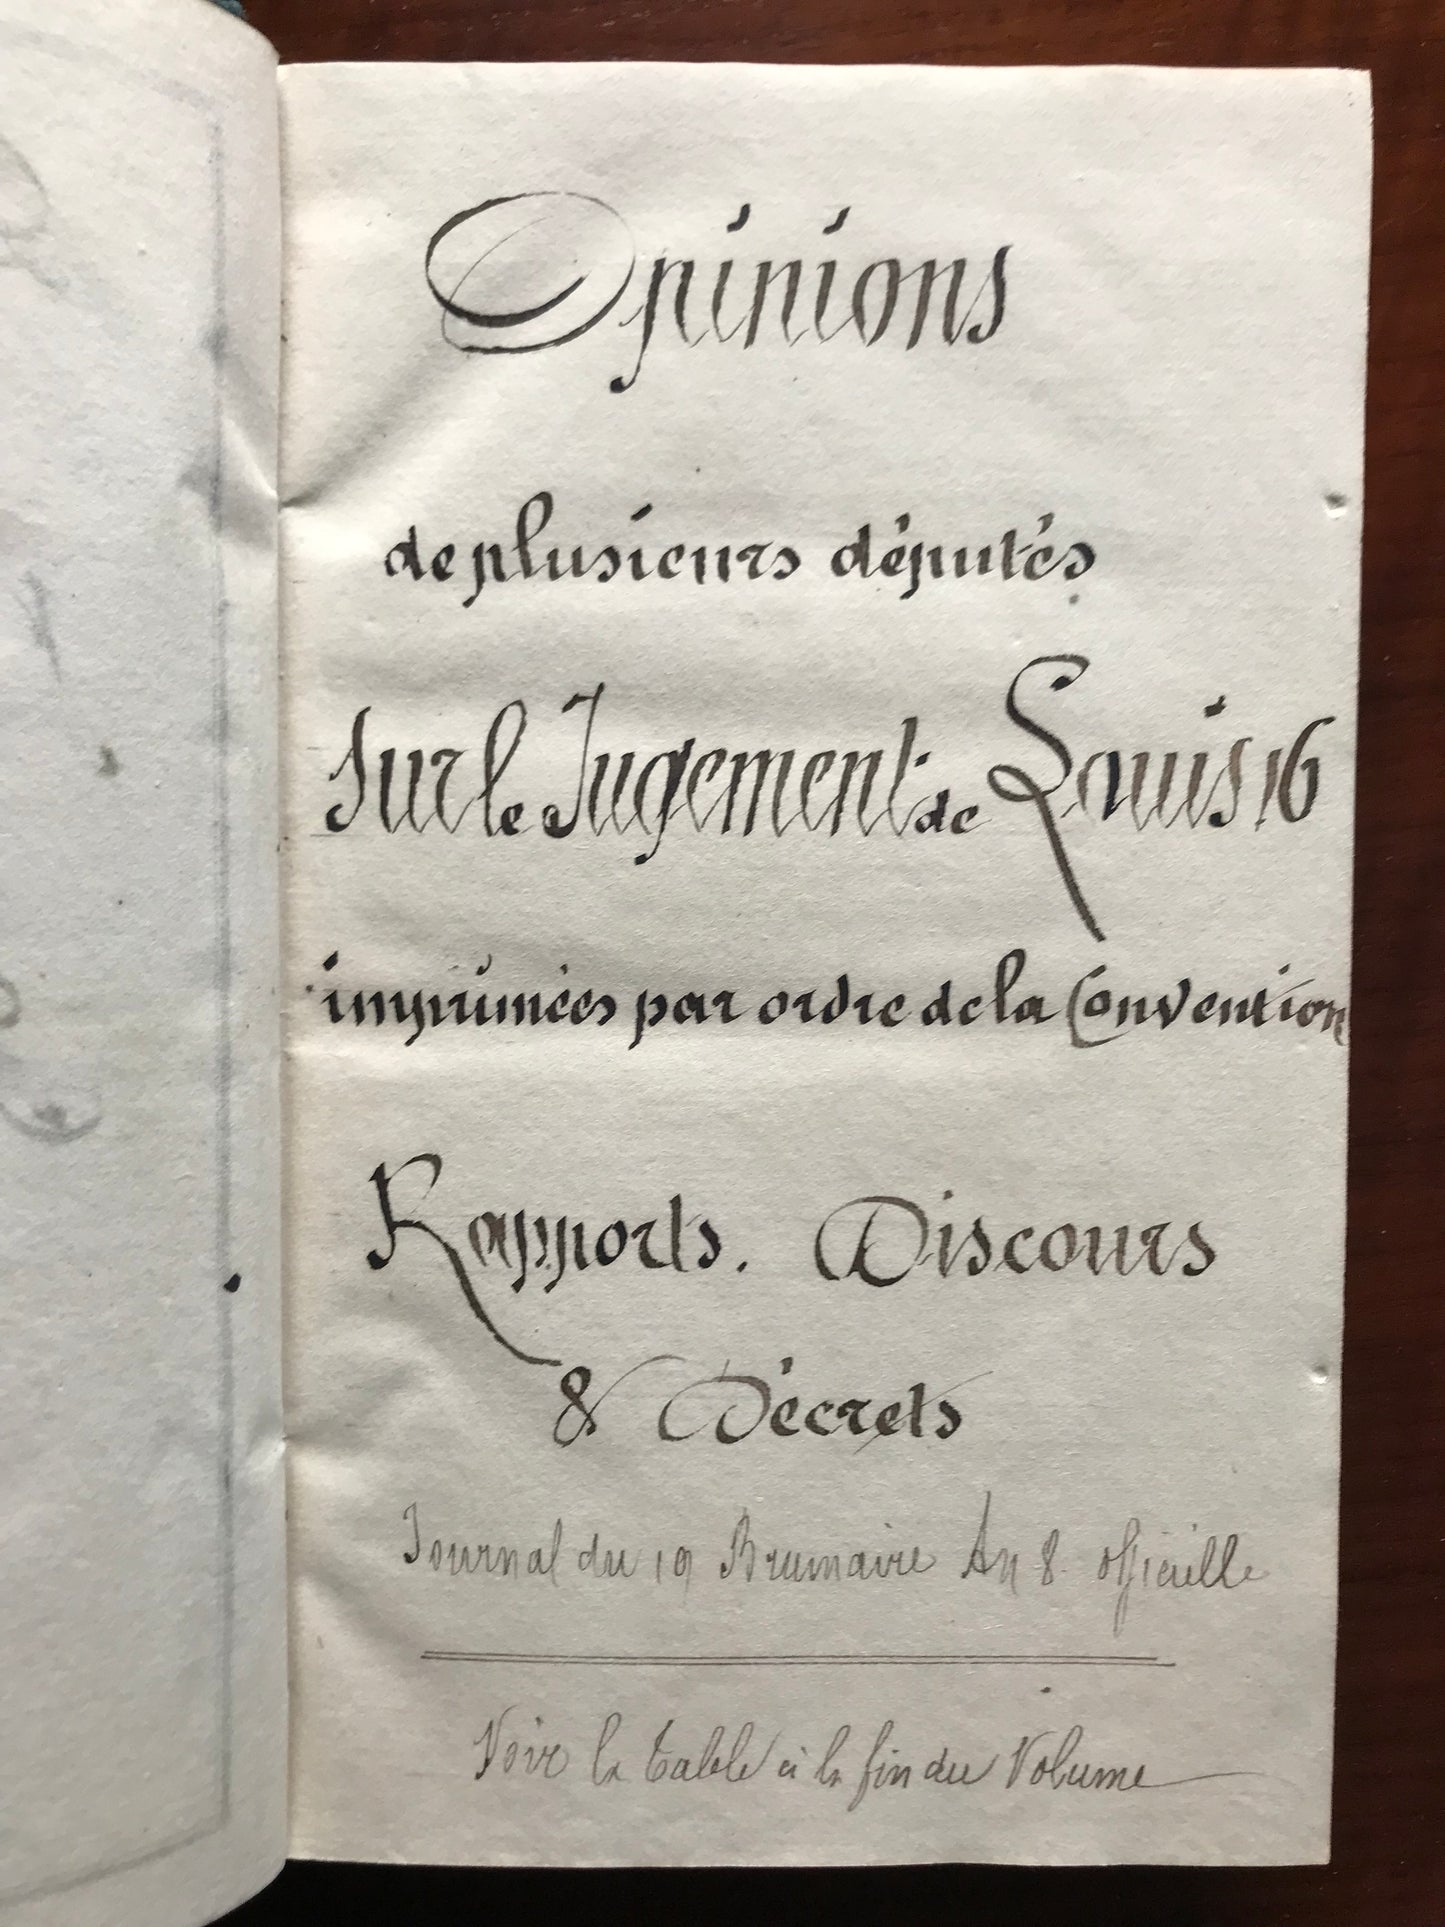 Opinions
de plusieurs députés
sur le Jugement de Louis 16
imprimées par ordre de la Convention
Rapports. Discours
& Décrets
Journal du 19 Brumaire An 8. officielle
Voir la table à la fin du Volume